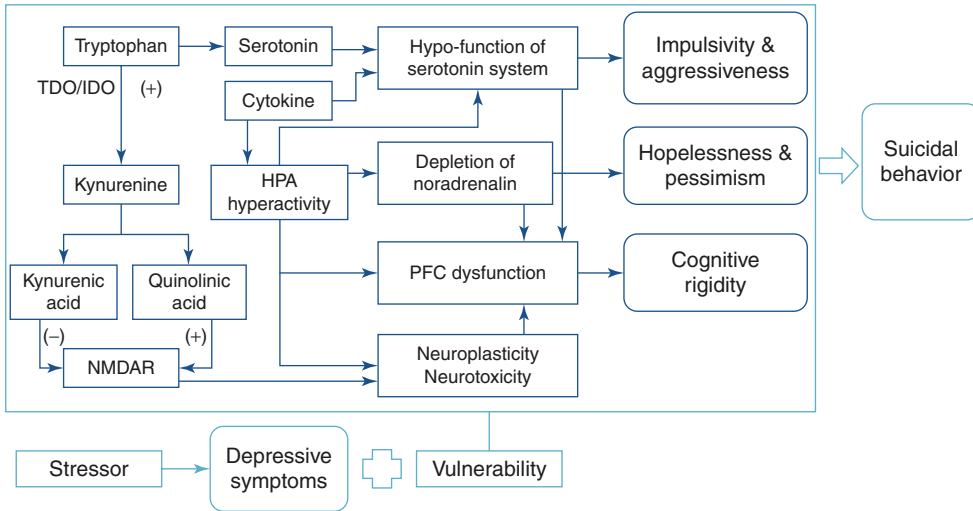 Tryptophan
Serotonin
Hypo-function of
serotonin system
Impulsivity &
aggressiveness
TDO/IDO
(+)
Cytokine
Suicidal
behavior
Kynurenine
HPA
hyperactivity
Depletion of
noradrenalin
Hopelessness &
pessimism
Kynurenic
acid
Quinolinic
acid
PFC dysfunction
Cognitive
rigidity
(−)
(+)
NMDAR
Neuroplasticity
Neurotoxicity
Stressor
Depressive
symptoms
Vulnerability